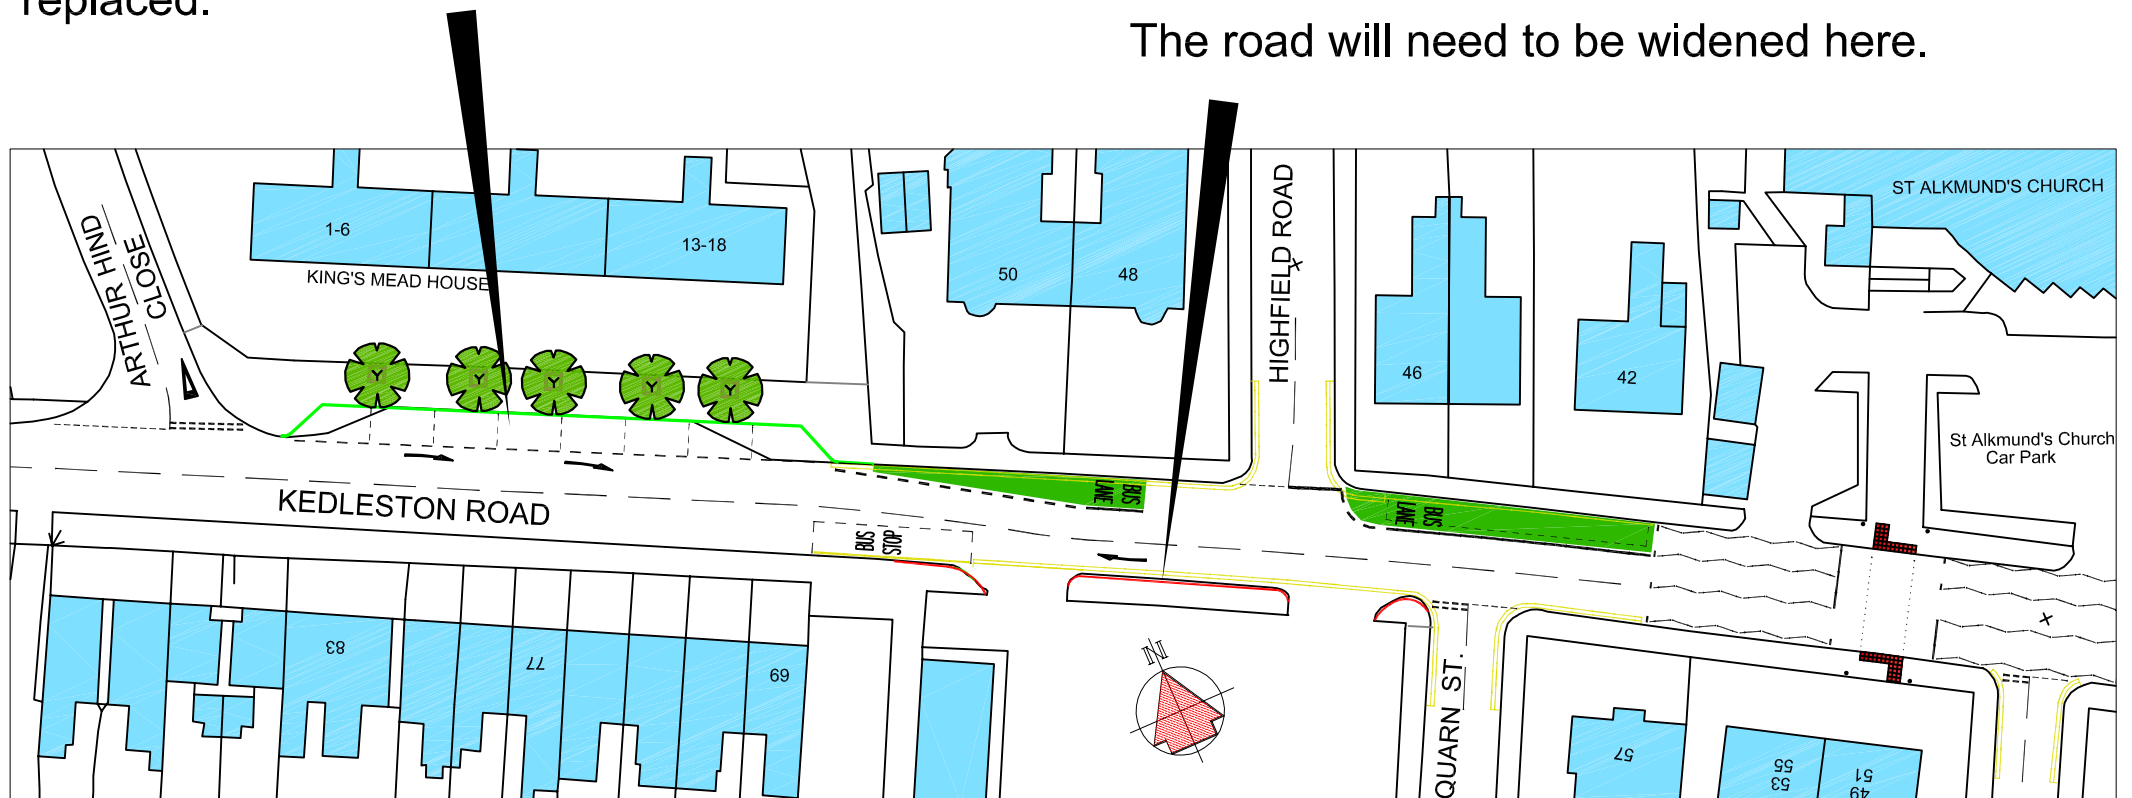 replaced.
The road will need to be widened here.
ST ALKMUND'S CHURCH
1-6
13-18
KING'S MEAD HOUSE
ARTHUR HIND
CLOSE
50
48
HIGHFIELD ROAD
46
42
St Alkmund's Church
Car Park
KEDLESTON ROAD
BUS
LANE
BUS
LANE
BUS
STOP
83
77
69
N
QUARN ST.
57
55
53
51
49